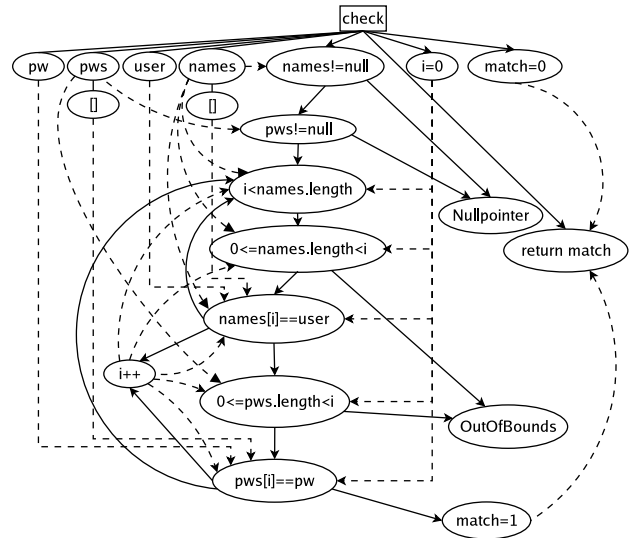 check
pw
pws
user
names
names!=null
i=0
match=0
[]
[]
pws!=null
i<names.length
Nullpointer
0<=names.length<i
return match
names[i]==user
i++
0<=pws.length<i
OutOfBounds
pws[i]==pw
match=1